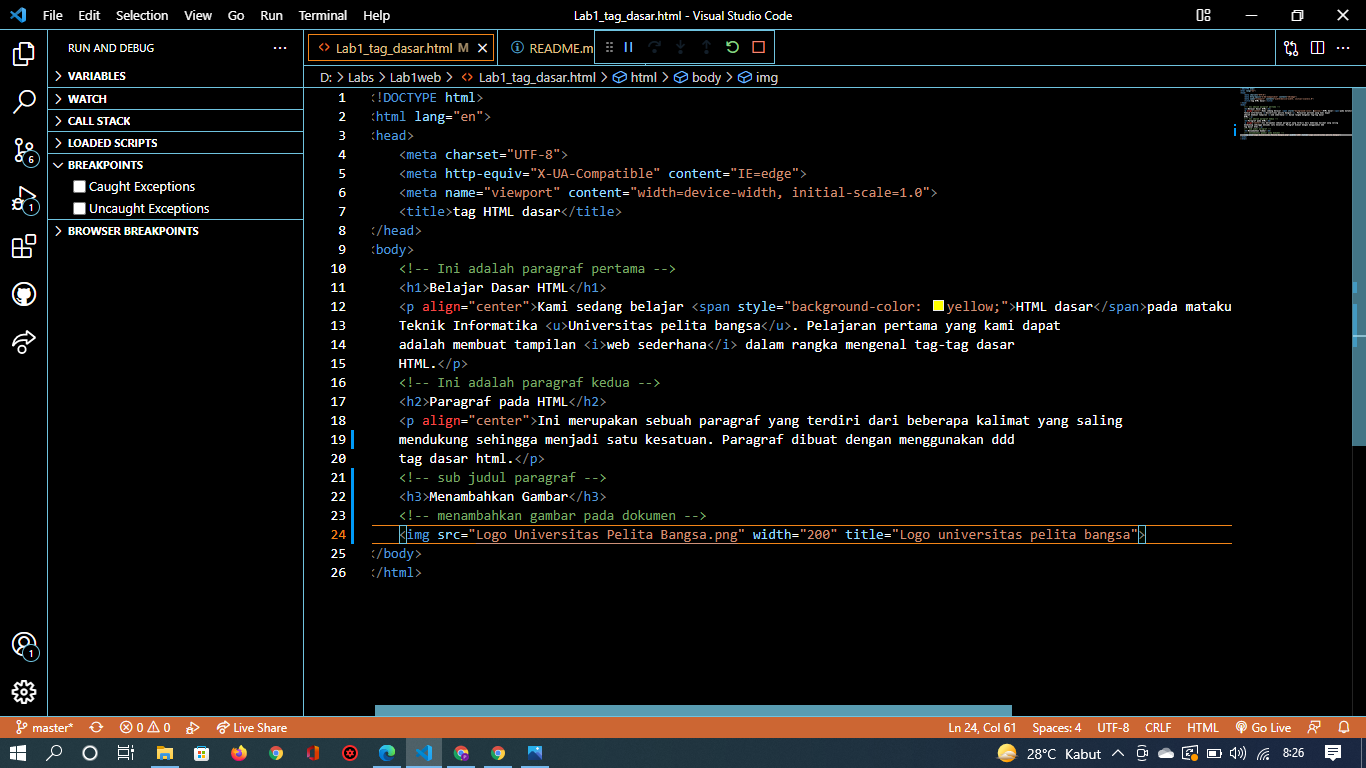 File Edit Selection View Go Run Terminal Help Lab1_tag_dasar.html - Visual Studio Code
RUN AND DEBUG ...
VARIABLES
WATCH
CALL STACK
LOADED SCRIPTS
BREAKPOINTS
Caught Exceptions
Uncaught Exceptions
BROWSER BREAKPOINTS
6
1
1
Lab1_tag_dasar.html M README.m
D: > Labs > Lab1web > Lab1_tag_dasar.html > html > body > img
1 <!DOCTYPE html>
2 <html lang="en">
3 <head>
4 <meta charset="UTF-8">
5 <meta http-equiv="X-UA-Compatible" content="IE=edge">
6 <meta name="viewport" content="width=device-width, initial-scale=1.0">
7 <title>tag HTML dasar</title>
8 </head>
9 <body>
10 <!-- Ini adalah paragraf pertama -->
11 <h1>Belajar Dasar HTML</h1>
12 <p align="center">Kami sedang belajar <span style="background-color: yellow;">HTML dasar</span>pada mataku
13 Teknik Informatika <u>Universitas pelita bangsa</u>. Pelajaran pertama yang kami dapat
14 adalah membuat tampilan <i>web sederhana</i> dalam rangka mengenal tag-tag dasar
15 HTML.</p>
16 <!-- Ini adalah paragraf kedua -->
17 <h2>Paragraf pada HTML</h2>
18 <p align="center">Ini merupakan sebuah paragraf yang terdiri dari beberapa kalimat yang saling
19 mendukung sehingga menjadi satu kesatuan. Paragraf dibuat dengan menggunakan ddd
20 tag dasar html.</p>
21 <!-- sub judul paragraf -->
22 <h3>Menambahkan Gambar</h3>
23 <!-- menambahkan gambar pada dokumen -->
24 <img src="Logo Universitas Pelita Bangsa.png" width="200" title="Logo universitas pelita bangsa">
25 </body>
26 </html>
master* 0 0 Live Share Ln 24, Col 61 Spaces: 4 UTF-8 CRLF HTML Go Live
28°C Kabut 8:26